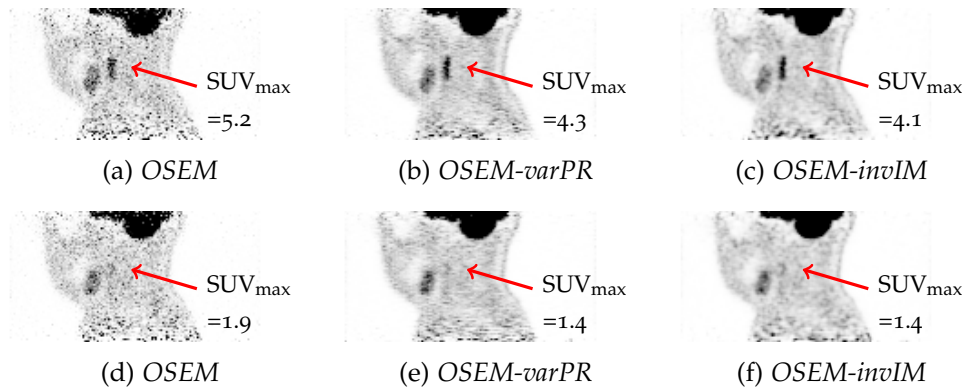 SUVmax
=5.2
SUVmax
=4.3
SUVmax
=4.1
(a) OSEM
(b) OSEM-varPR
(c) OSEM-invIM
SUVmax
=1.9
SUVmax
=1.4
SUVmax
=1.4
(d) OSEM
(e) OSEM-varPR
(f) OSEM-invIM